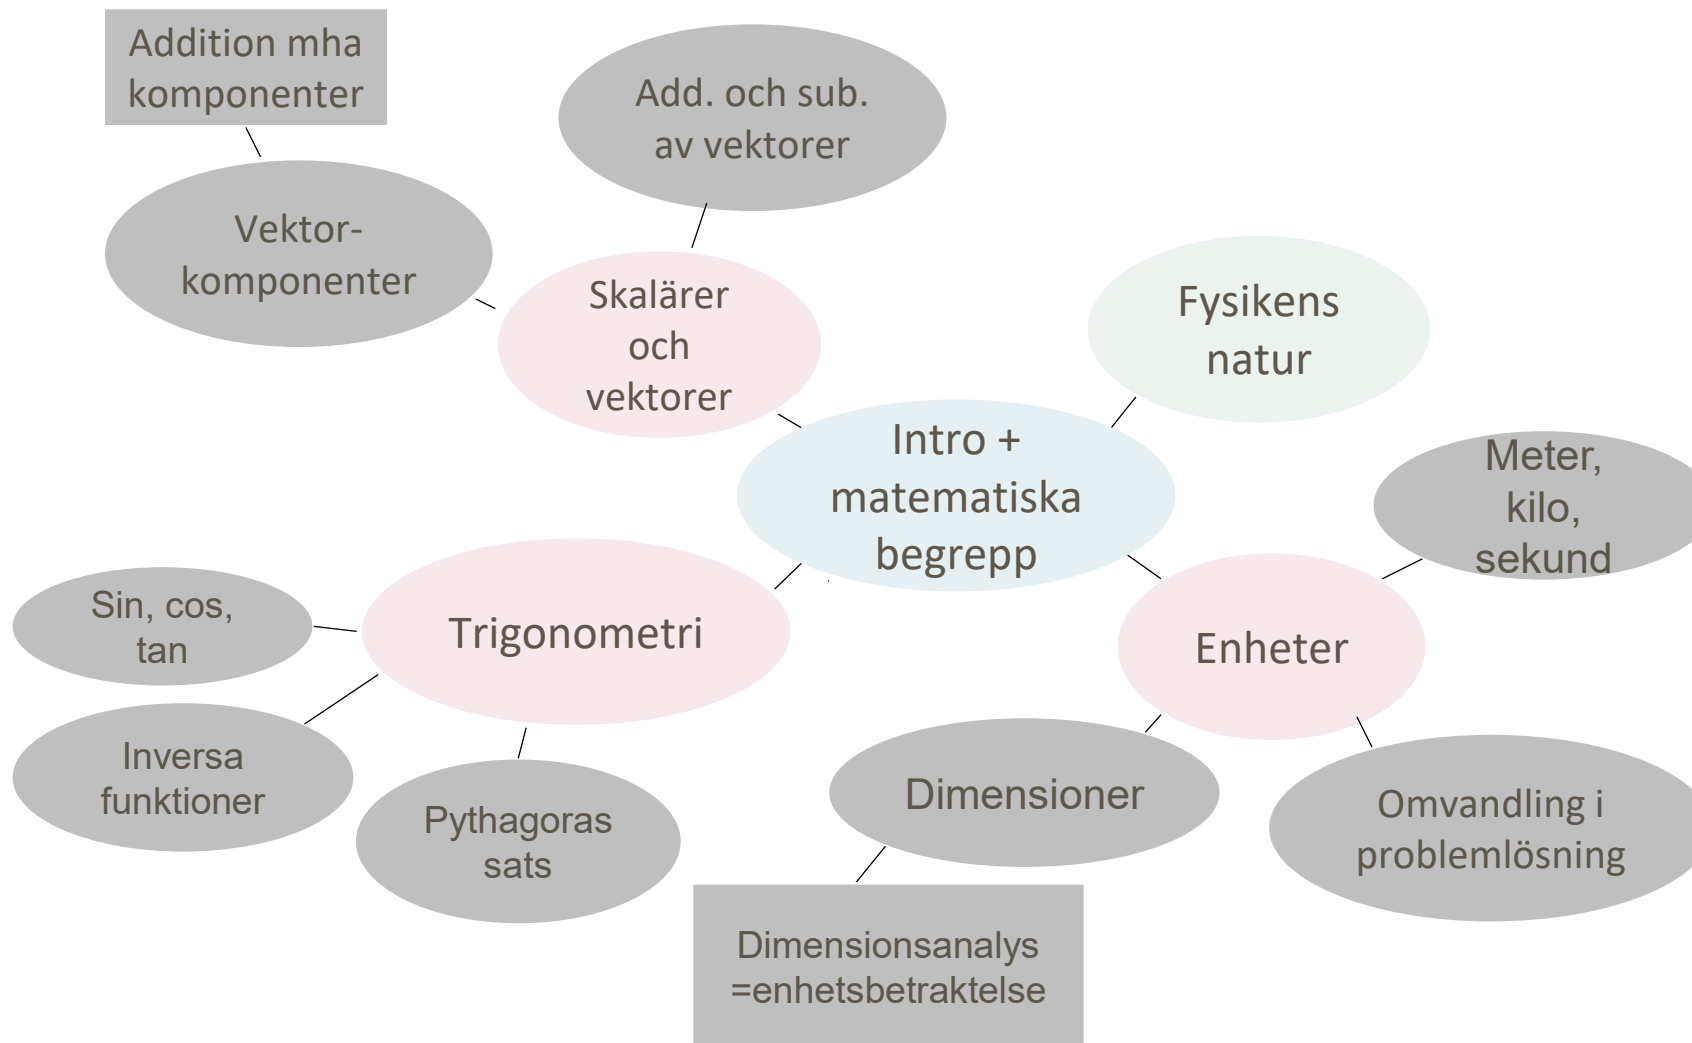 Addition mha
komponenter
Add. och sub.
av vektorer
Vektor-
komponenter
Skalärer
och
vektorer
Fysikens
natur
Intro +
matematiska
begrepp
Meter,
kilo,
sekund
Sin, cos,
tan
Trigonometri
Enheter
Inversa
funktioner
Pythagoras
sats
Dimensioner
Omvandling i
problemlösning
Dimensionsanalys
=enhetsbetraktelse